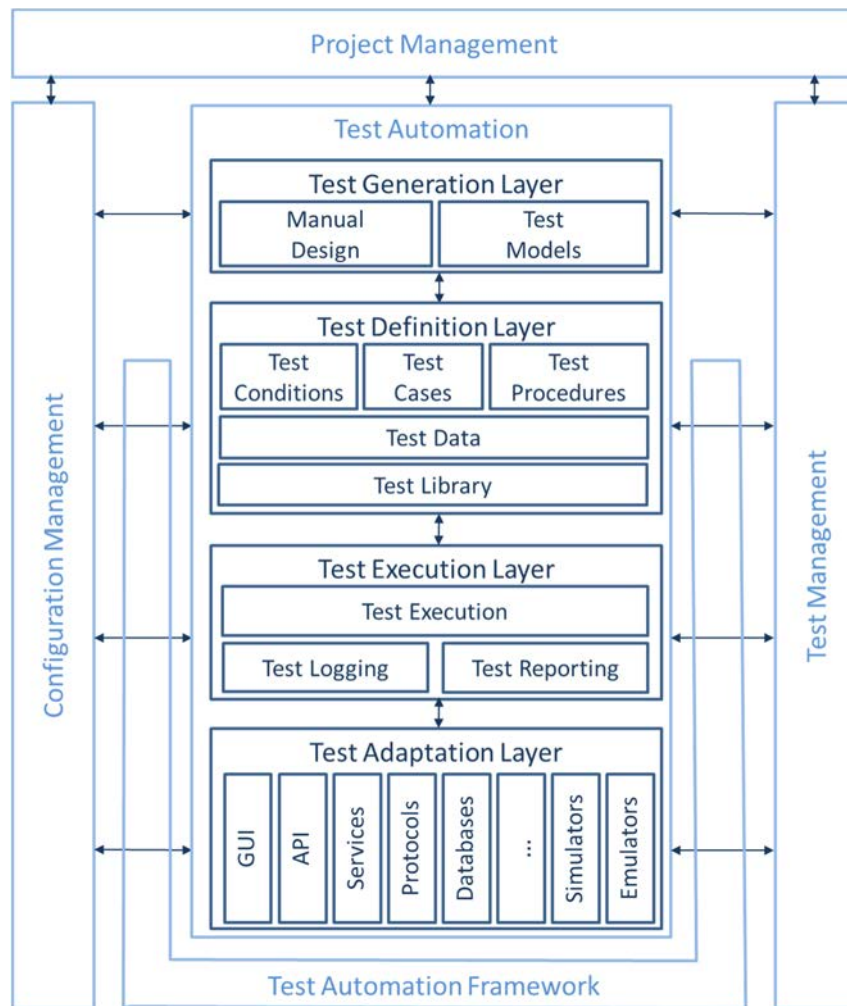 Project Management
Test Automation
Test Generation Layer
Manual
Design
Test
Models
Test Definition Layer
Test
Conditions
Test
Cases
Test
Procedures
Test Data
Test Library
Test Execution Layer
Test Execution
Test Logging
Test Reporting
Test Adaptation Layer
GUI
API
Services
Protocols
Databases
...
Simulators
Emulators
Configuration Management
Test Management
Test Automation Framework